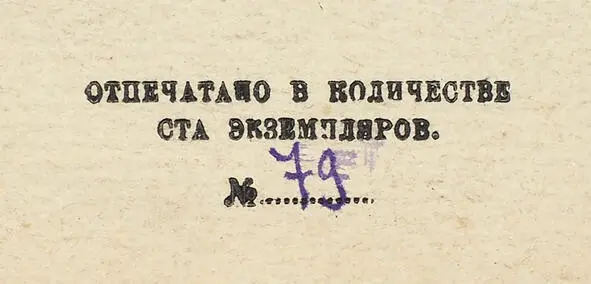 ОТПЕЧАТАНО В КОЛИЧЕСТВЕ
СТА ЭКЗЕМПЛЯРОВ.
№ 79